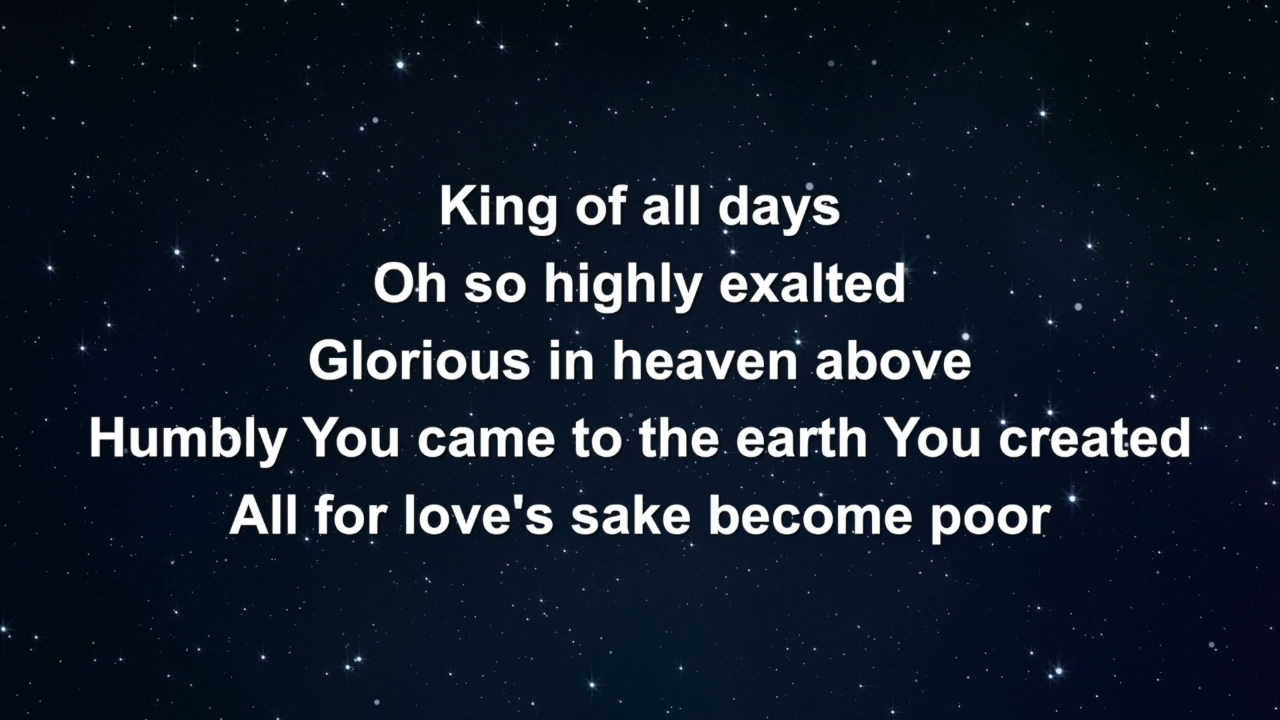 King of all days
Oh so highly exalted
Glorious in heaven above
Humbly You came to the earth You created
All for love's sake become poor